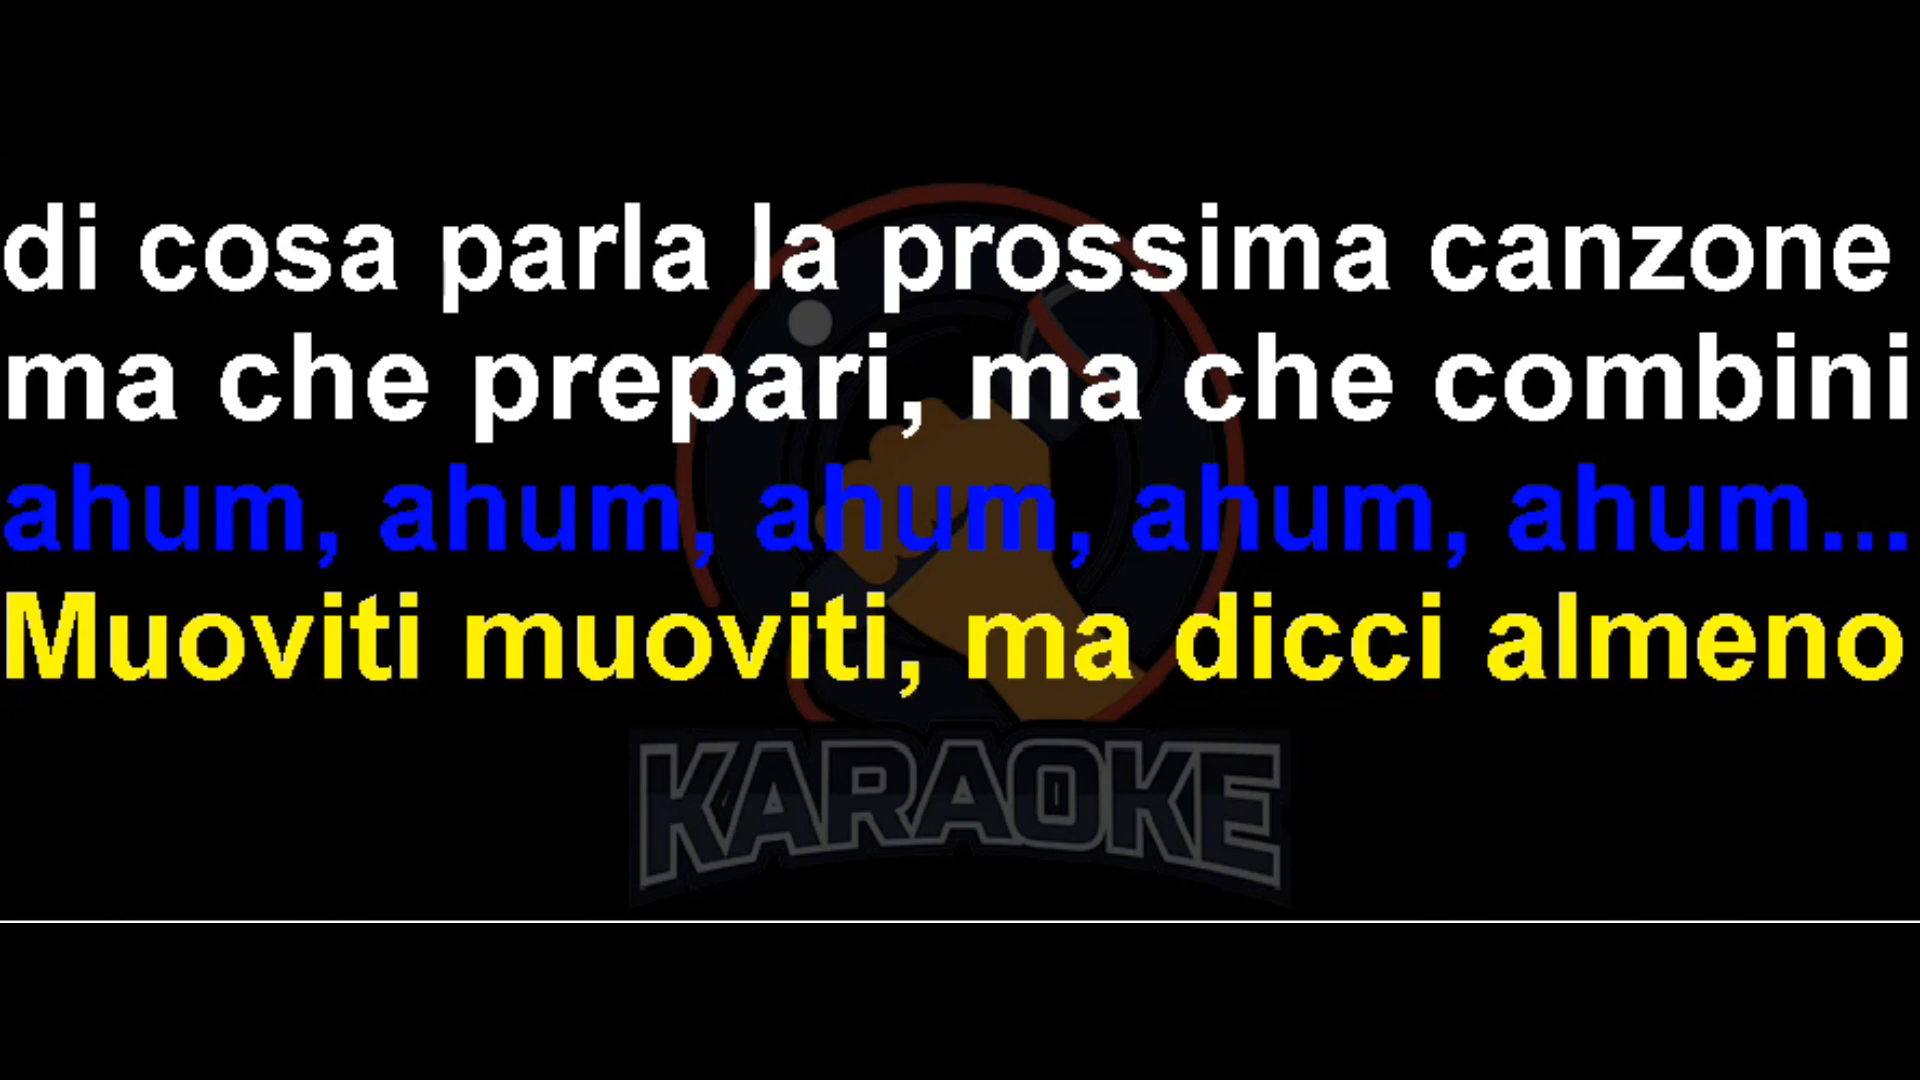 di cosa parla la prossima canzone
ma che prepari, ma che combini
ahum, ahum, ahum, ahum, ahum...
Muoviti muoviti, ma dicci almeno
KARAOKE